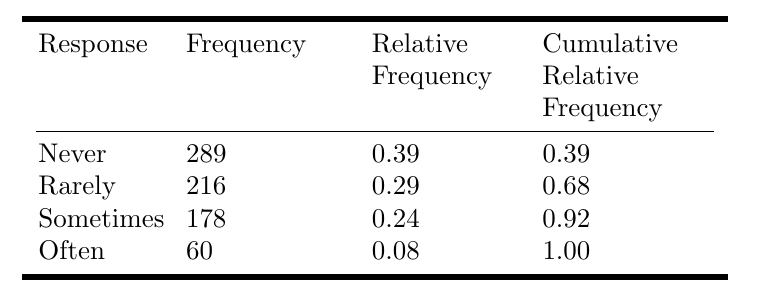 Response Frequency Relative Cumulative
Frequency Relative
Frequency
Never 289 0.39 0.39
Rarely 216 0.29 0.68
Sometimes 178 0.24 0.92
Often 60 0.08 1.00